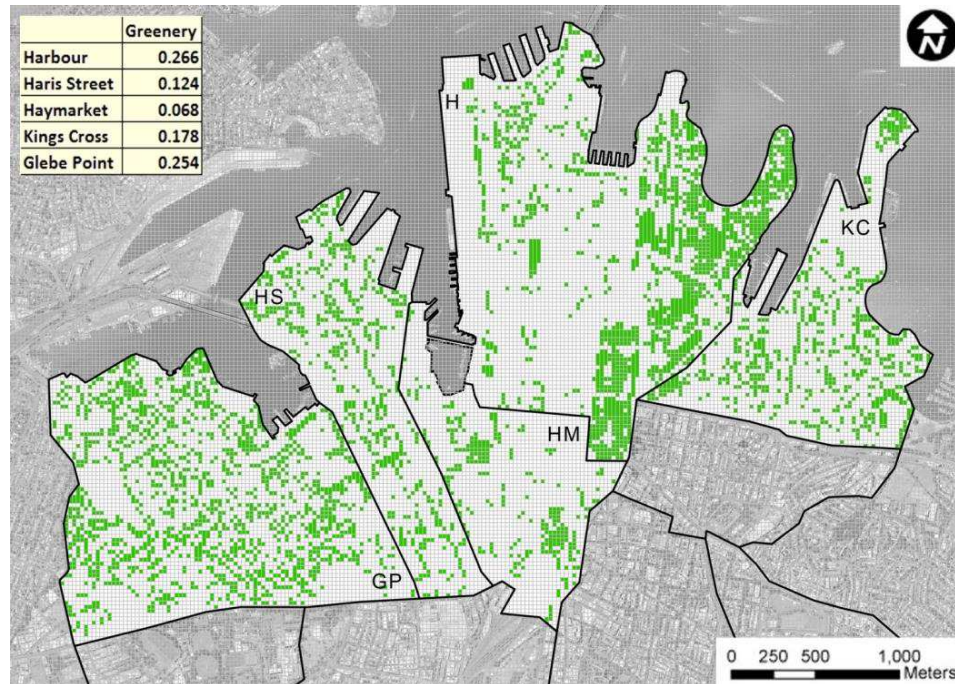 Greenery
Harbour 0.266
Haris Street 0.124
Haymarket 0.068
Kings Cross 0.178
Glebe Point 0.254
N
H
KC
HS
HM
GP
0 250 500 1,000
Meters